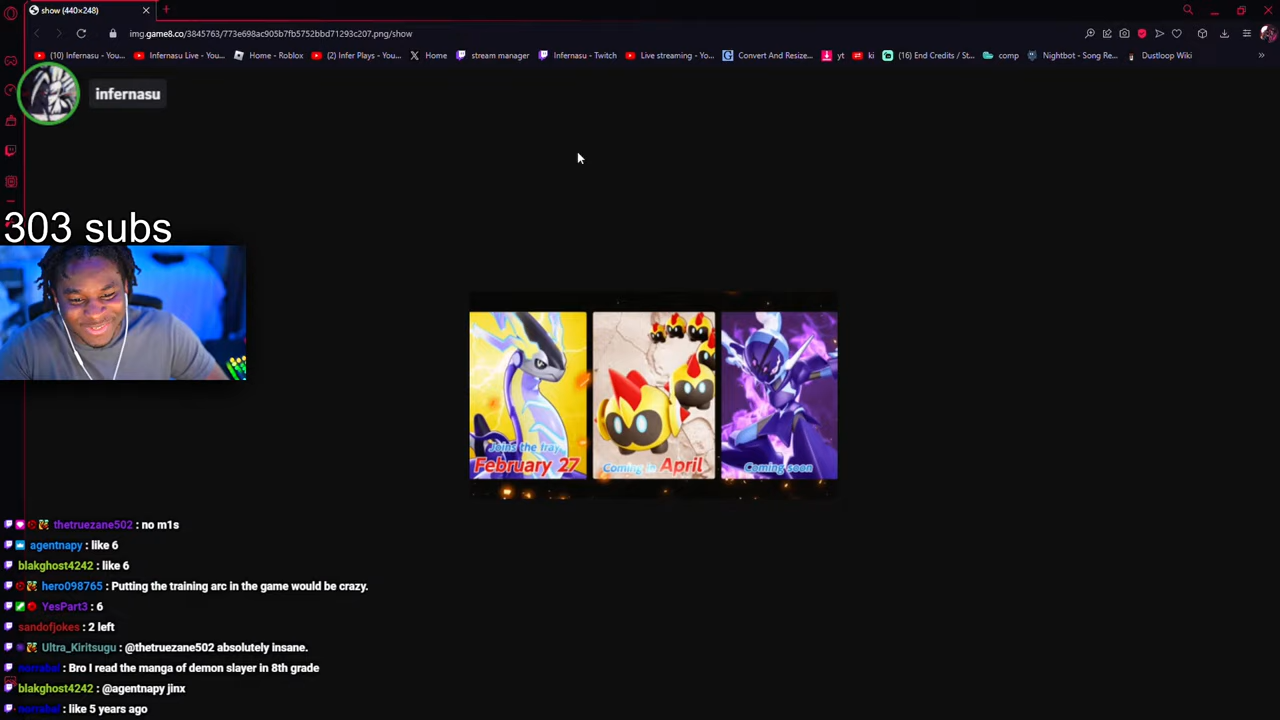 show (440×248)
img.game8.co/3845763/773e698ac905b7fb5752bbd71293c207.png/show
(10) Infernasu - You...
Infernasu Live - You...
Home - Roblox
(2) Infer Plays - You...
Home
stream manager
Infernasu - Twitch
Live streaming - Yo...
Convert And Resize...
yt
ki
(16) End Credits / St...
comp
Nightbot - Song Re...
Dustloop Wiki
infernasu
303 subs
Joins the fray
February 27
Coming in April
Coming soon
thetruezane502 : no m1s
agentnapy : like 6
blakghost4242 : like 6
hero098765 : Putting the training arc in the game would be crazy.
YesPart3 : 6
sandofjokes : 2 left
Ultra_Kiritsugu : @thetruezane502 absolutely insane.
: Bro I read the manga of demon slayer in 8th grade
blakghost4242 : @agentnapy jinx
: like 5 years ago